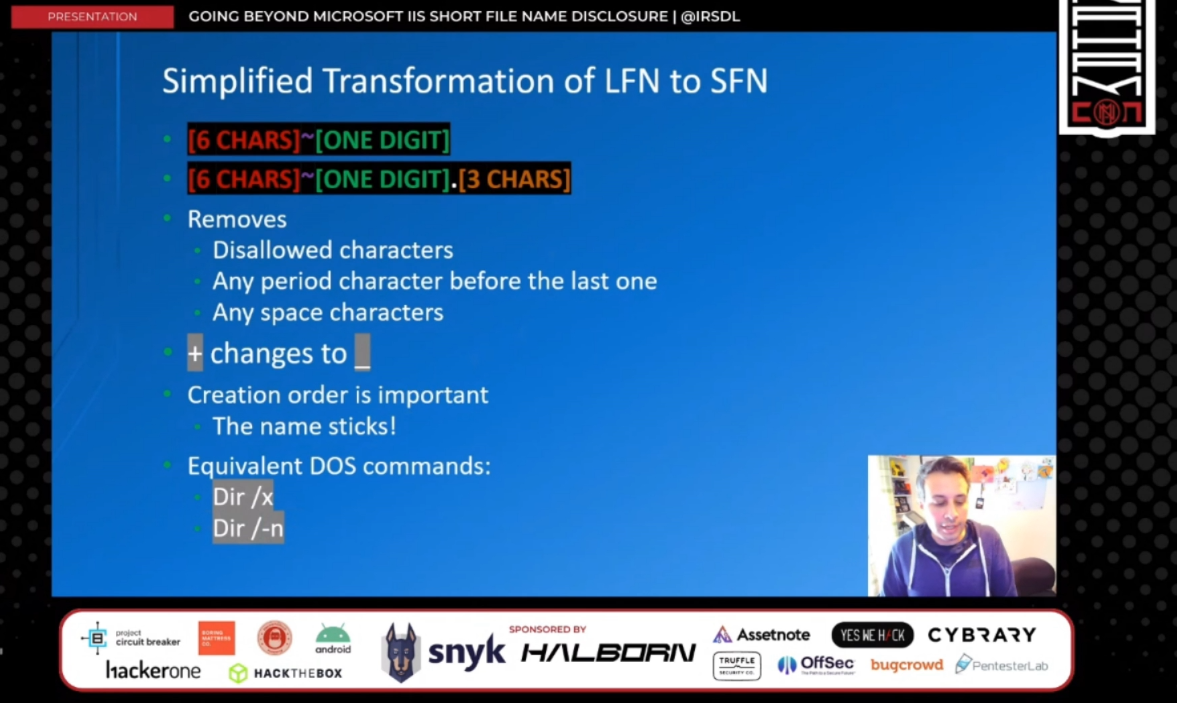 PRESENTATION
GOING BEYOND MICROSOFT IIS SHORT FILE NAME DISCLOSURE | @IRSDL
Simplified Transformation of LFN to SFN
[6 CHARS]~[ONE DIGIT]
[6 CHARS]~[ONE DIGIT].[3 CHARS]
Removes
Disallowed characters
Any period character before the last one
Any space characters
+ changes to _
Creation order is important
The name sticks!
Equivalent DOS commands:
Dir /x
Dir /-n
SPONSORED BY
project
circuit breaker
BORING
MATTRESS
CO.
android
hackerone
HACKTHEBOX
snyk
HALBORN
Assetnote
YES WE H/CK
CYBRARY
TRUFFLE
SECURITY CO.
OffSec
bugcrowd
PentesterLab